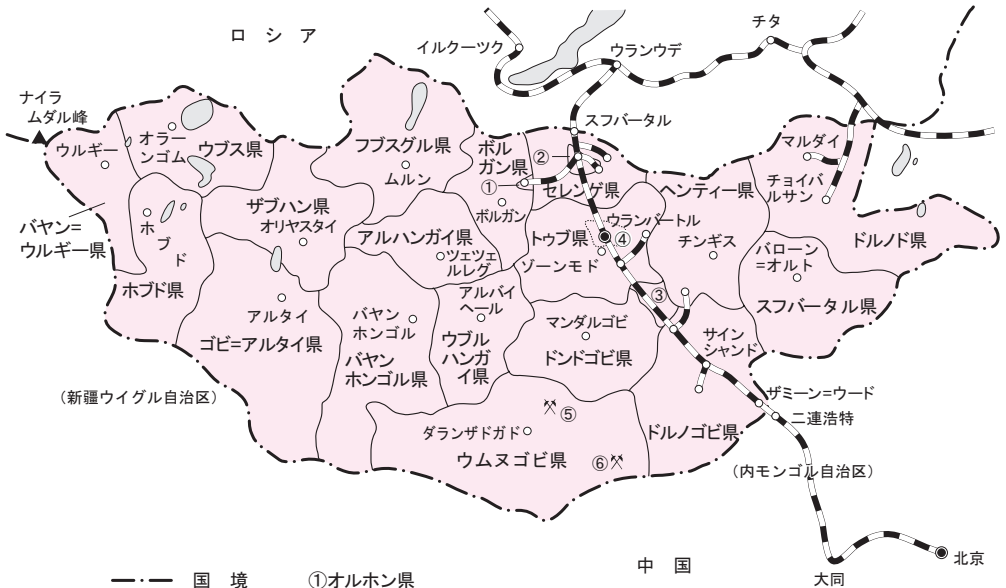 ロシア
チタ
イルクーツク
ウランウデ
ナイラ
ムダル峰
スフバータル
ウルギー
オラー
ンゴム
ウブス県
フブスグル県
ムルン
ボル
ガン県
②
①
セレンゲ県
ボルガン
ヘンティー県
マルダイ
チョイバ
ルサン
バヤン=
ウルギー県
ホブ
ド
ザブハン県
オリヤスタイ
アルハンガイ県
ツェツェ
ルレグ
トゥブ県
ウランバートル
④
ゾーンモド
チンギス
バローン
=オルト
ドルノド県
ホブド県
アルタイ
ゴビ=アルタイ県
バヤン
ホンゴル
バヤン
ホンゴル県
アルバイ
ヘール
ウブル
ハンガ
イ県
マンダルゴビ
ドンドゴビ県
③
サイン
シャンド
スフバータル県
(新疆ウイグル自治区)
ザミーン=ウード
二連浩特
⑤
ダランザドガド
ウムヌゴビ県
⑥
ドルノゴビ県
(内モンゴル自治区)
中国
北京
大同
国境
①オルホン県